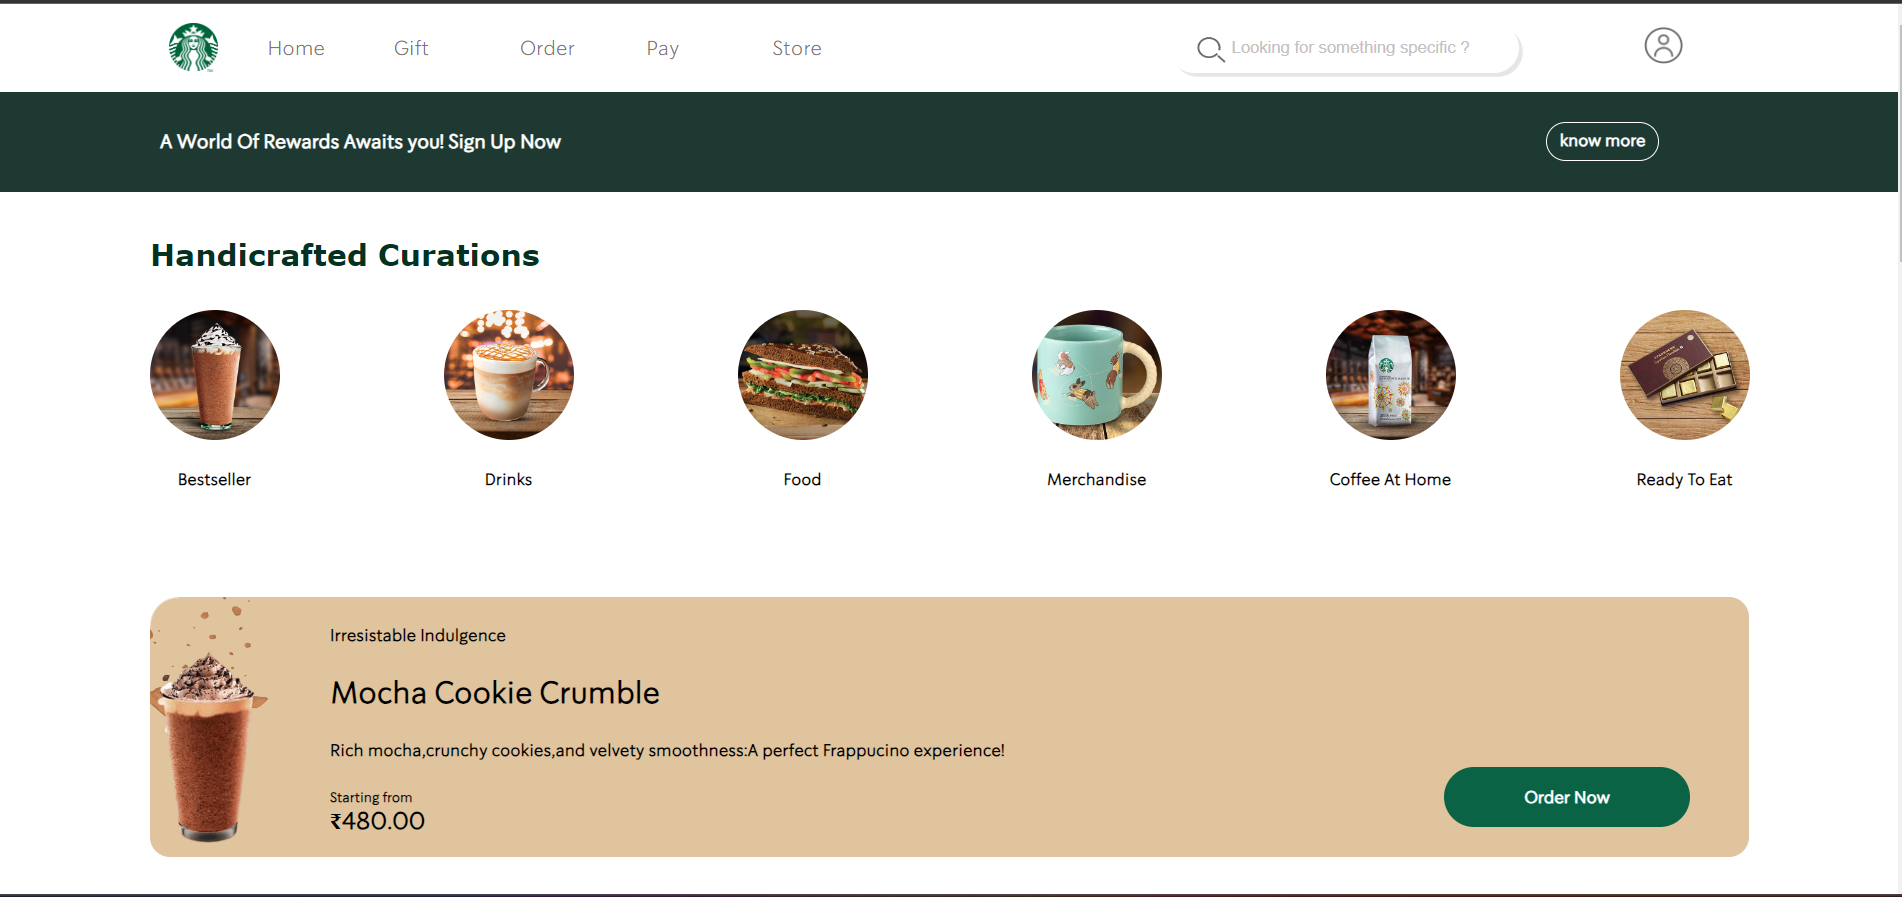 Home Gift Order Pay Store Looking for something specific ?
A World Of Rewards Awaits you! Sign Up Now know more
Handicrafted Curations
Bestseller Drinks Food Merchandise Coffee At Home Ready To Eat
Irresistable Indulgence
Mocha Cookie Crumble
Rich mocha,crunchy cookies,and velvety smoothness:A perfect Frappucino experience!
Starting from
₹480.00
Order Now